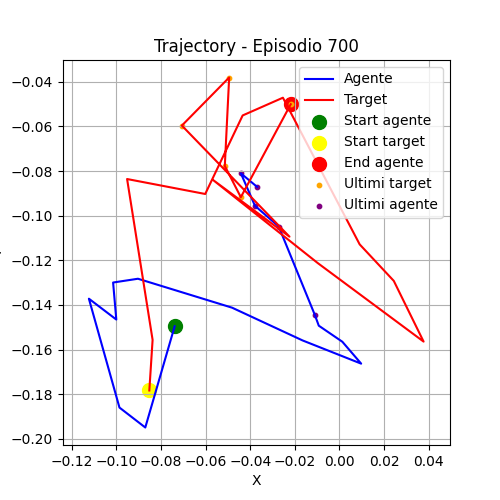 Trajectory - Episodio 700
Agente
Target
Start agente
Start target
End agente
Ultimi target
Ultimi agente
−0.04
−0.06
−0.08
−0.10
−0.12
−0.14
−0.16
−0.18
−0.20
−0.12 −0.10 −0.08 −0.06 −0.04 −0.02 0.00 0.02 0.04
X